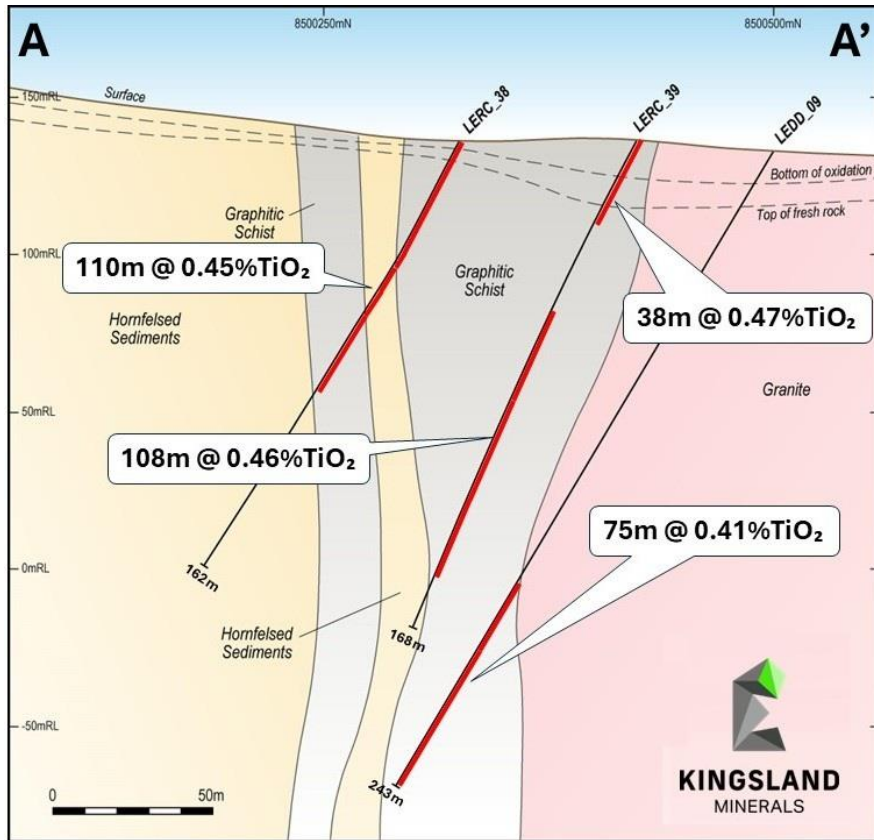 A
8500250mN
8500500mN
A’
150mRL
Surface
LERC_38
LERC_39
LEDD_09
Bottom of oxidation
Top of fresh rock
Graphitic
Schist
100mRL
110m @ 0.45%TiO₂
Graphitic
Schist
38m @ 0.47%TiO₂
Hornfelsed
Sediments
Granite
50mRL
108m @ 0.46%TiO₂
75m @ 0.41%TiO₂
0mRL
162m
Hornfelsed
Sediments
168m
-50mRL
243m
0
50m
KINGSLAND
MINERALS